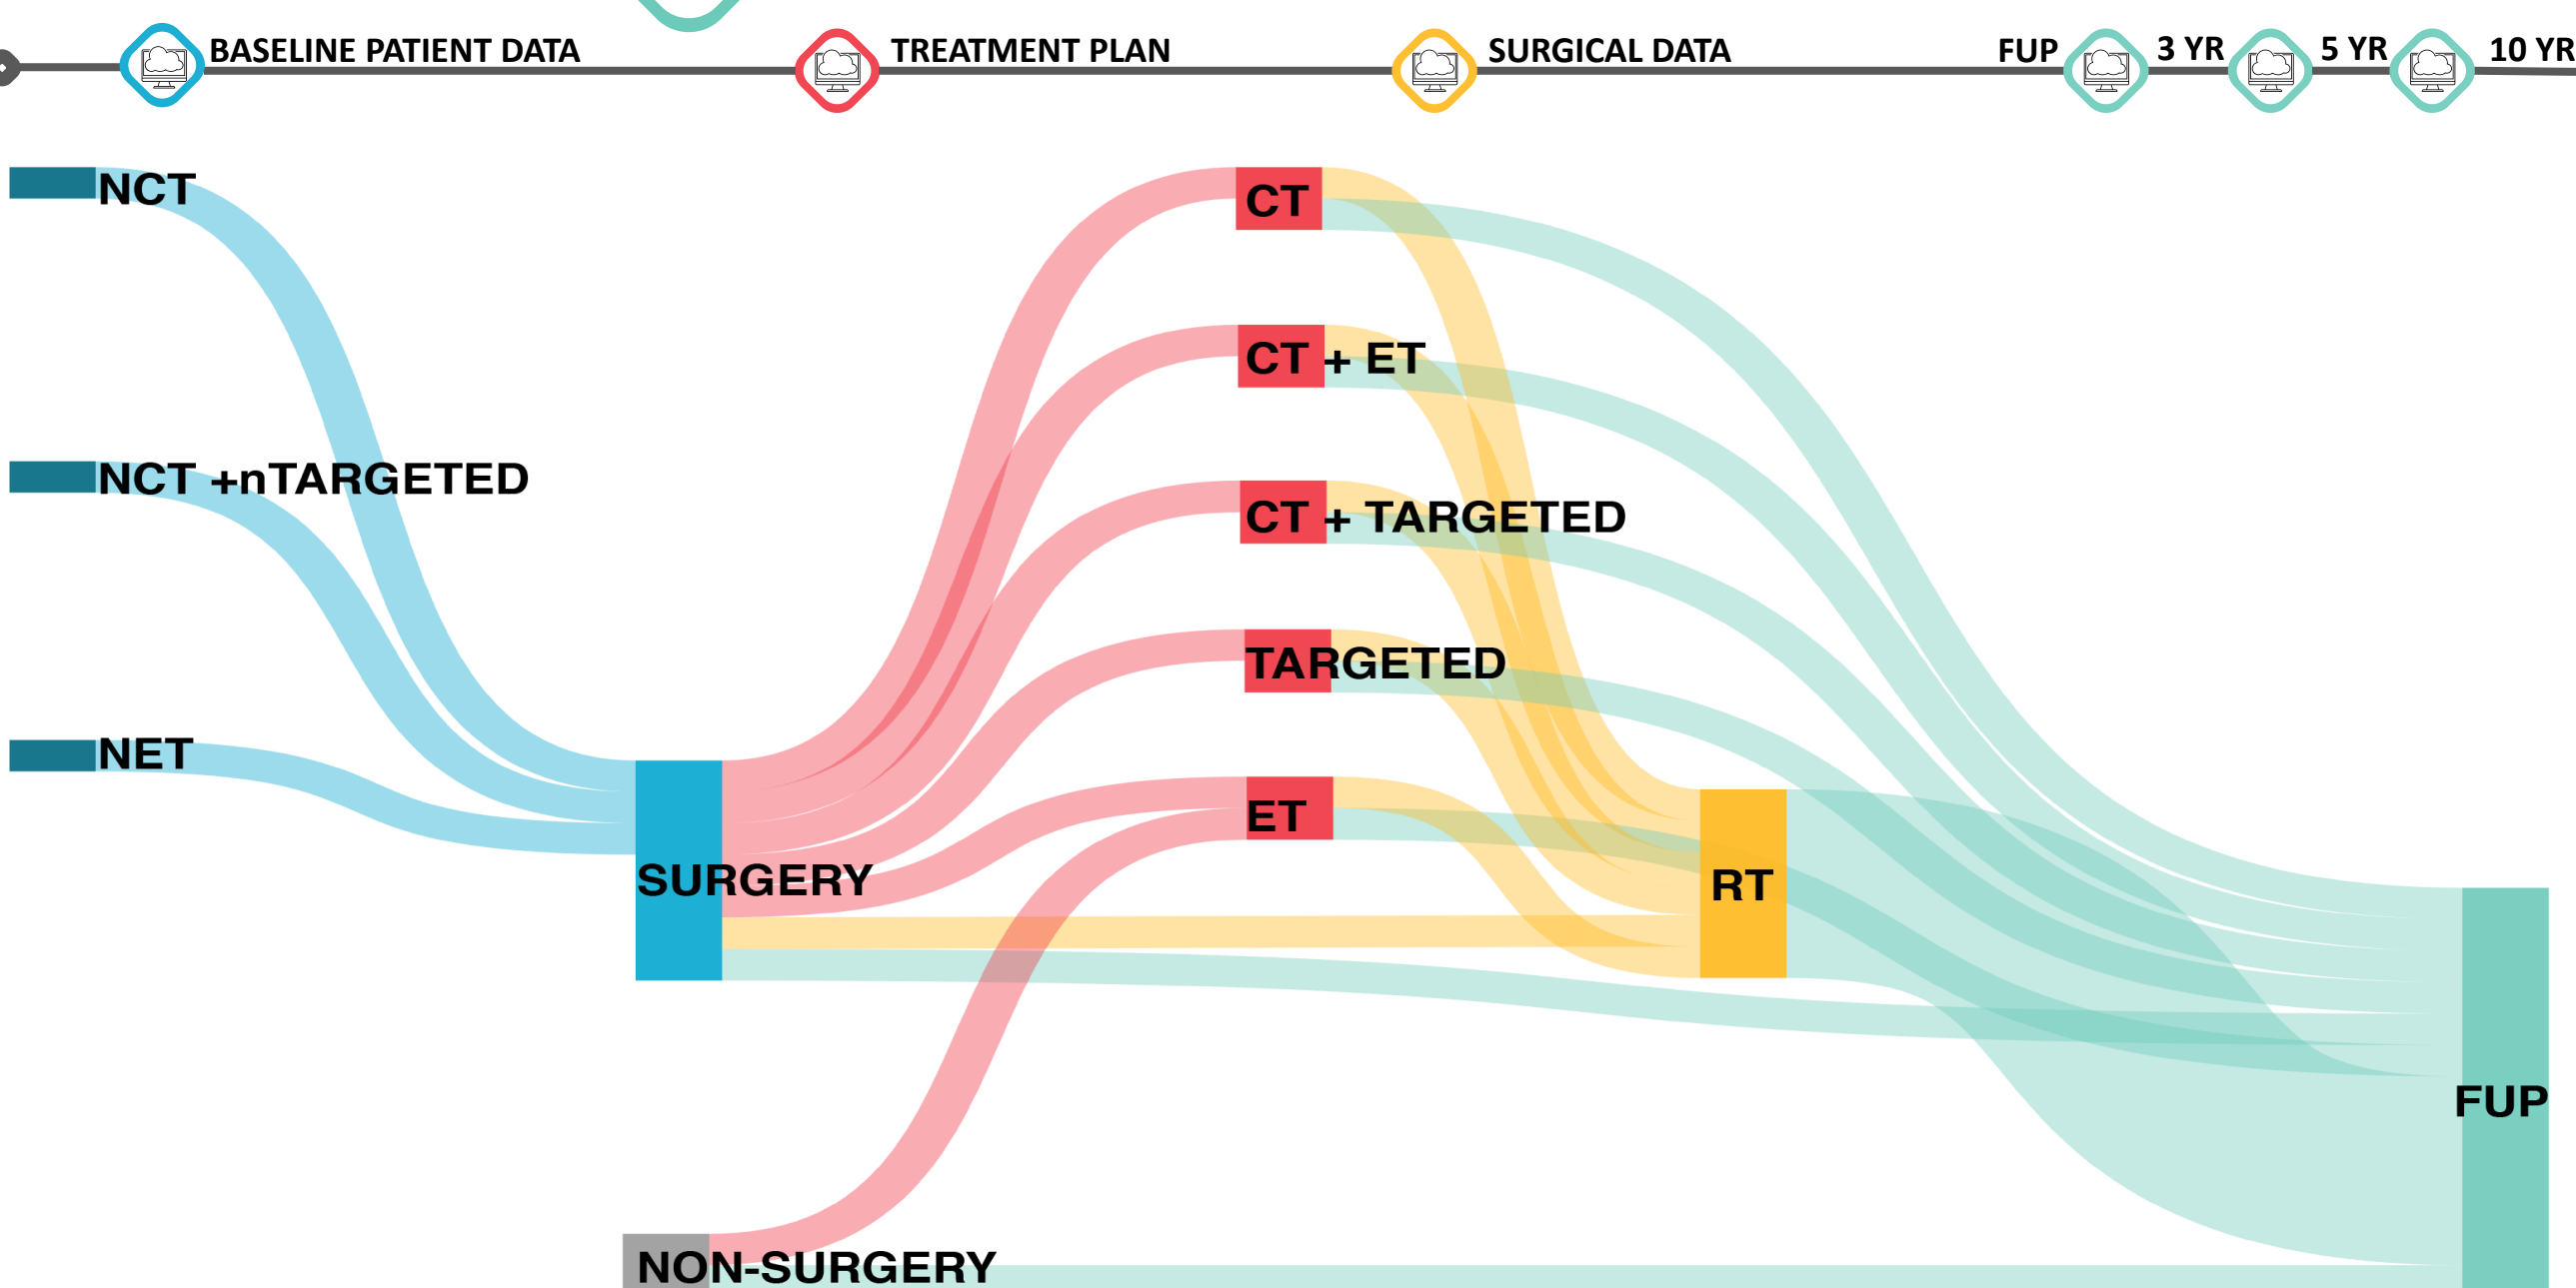 BASELINE PATIENT DATA
TREATMENT PLAN
SURGICAL DATA
FUP
3 YR
5 YR
10 YR
NCT
CT
CT + ET
NCT +nTARGETED
CT + TARGETED
TARGETED
NET
ET
SURGERY
RT
FUP
NON-SURGERY